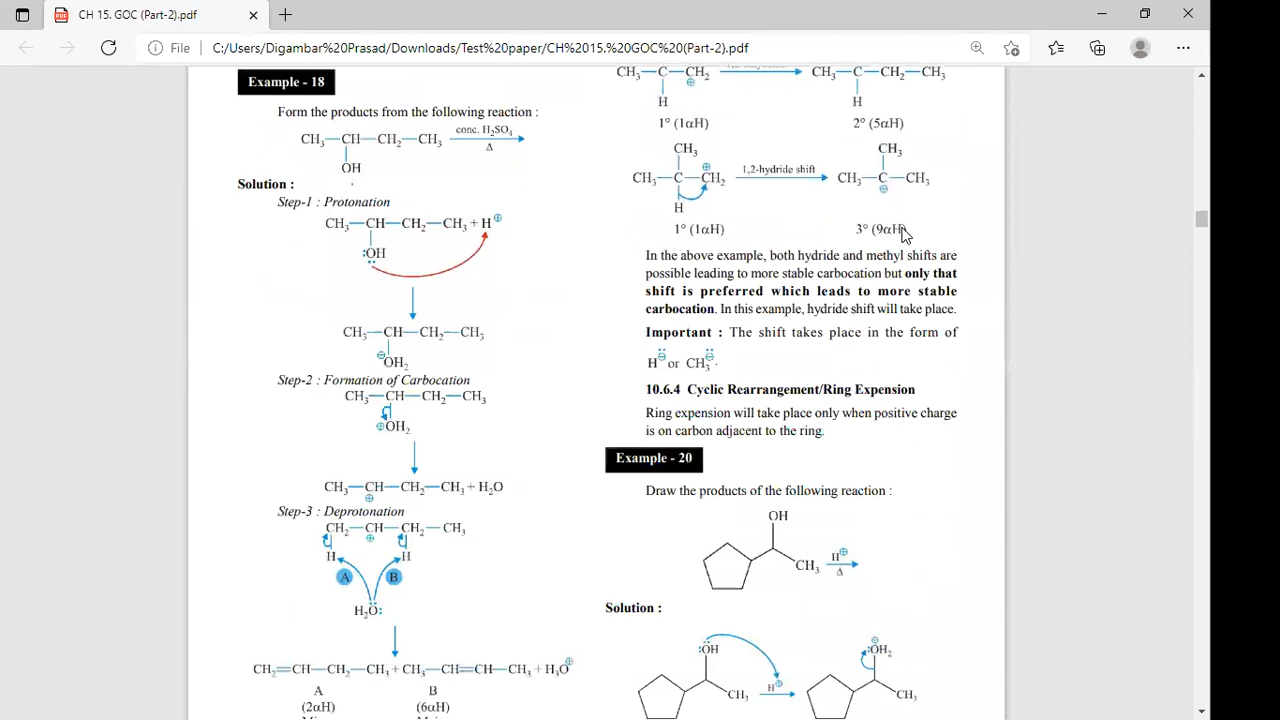 CH 15. GOC (Part-2).pdf
File
C:/Users/Digambar%20Prasad/Downloads/Test%20paper/CH%2015.%20GOC%20(Part-2).pdf
Example - 18
Form the products from the following reaction :
CH₃—CH—CH₂—CH₃ conc. H₂SO₄
Δ
OH
Solution :
Step-1 : Protonation
CH₃—CH—CH₂—CH₃ + H⊕
:OH
CH₃—CH—CH₂—CH₃
⊕OH₂
Step-2 : Formation of Carbocation
CH₃—CH—CH₂—CH₃
⊕OH₂
CH₃—CH—CH₂—CH₃ + H₂O
⊕
Step-3 : Deprotonation
CH₂—CH—CH₂—CH₃
⊕
H H
A B
H₂O:
CH₂=CH—CH₂—CH₃ + CH₃—CH=CH—CH₃ + H₃O⊕
A B
(2αH) (6αH)
CH₃—C—CH₂ CH₃—C—CH₂—CH₃
⊕
H H
1° (1αH) 2° (5αH)
CH₃ CH₃
CH₃—C—CH₂ ⊕ 1,2-hydride shift CH₃—C—CH₃
⊕
H
1° (1αH) 3° (9αH)
In the above example, both hydride and methyl shifts are
possible leading to more stable carbocation but only that
shift is preferred which leads to more stable
carbocation. In this example, hydride shift will take place.
Important : The shift takes place in the form of
H⊖ or CH₃⊖.
10.6.4 Cyclic Rearrangement/Ring Expension
Ring expension will take place only when positive charge
is on carbon adjacent to the ring.
Example - 20
Draw the products of the following reaction :
OH
CH₃ H⊕
Δ
Solution :
:OH ⊕:OH₂
CH₃ H⊕ CH₃